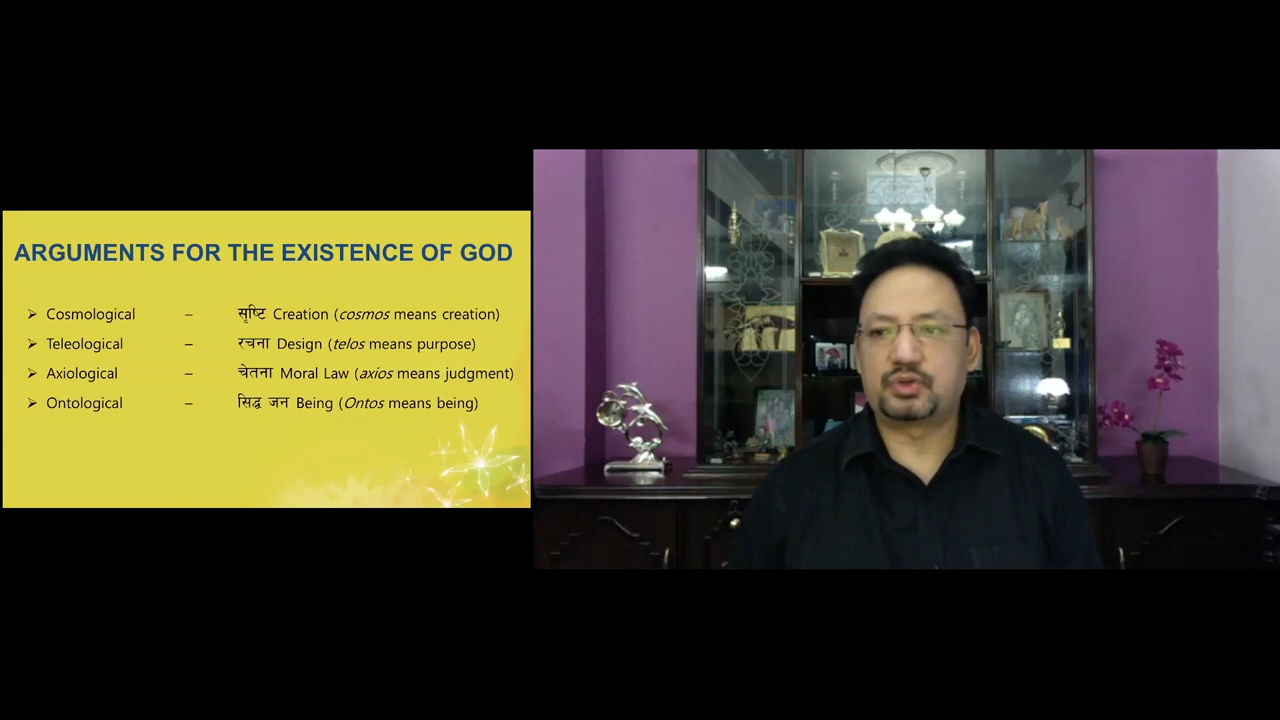 ARGUMENTS FOR THE EXISTENCE OF GOD
➢ Cosmological – सृष्टि Creation (cosmos means creation)
➢ Teleological – रचना Design (telos means purpose)
➢ Axiological – चेतना Moral Law (axios means judgment)
➢ Ontological – सिद्ध जन Being (Ontos means being)